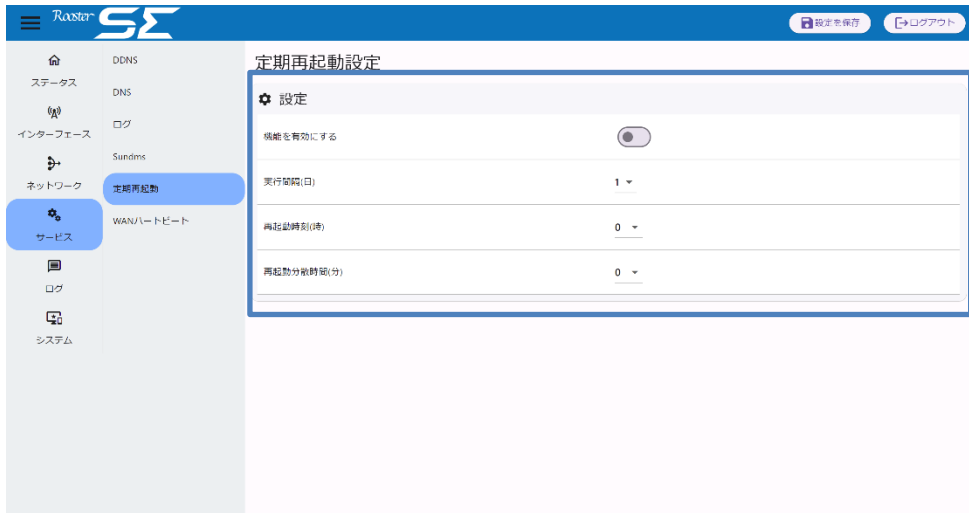 Rooster SE
設定を保存
ログアウト
ステータス
インターフェース
ネットワーク
サービス
ログ
システム
DDNS
DNS
ログ
Sundms
定期再起動
WANハートビート
定期再起動設定
設定
機能を有効にする
実行間隔(日) 1
再起動時刻(時) 0
再起動分散時間(分) 0